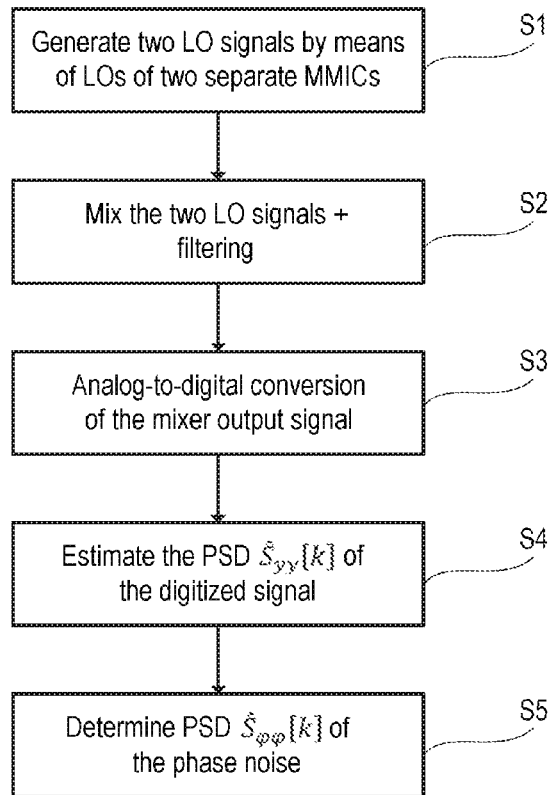 Generate two LO signals by means
of LOs of two separate MMICs
S1
Mix the two LO signals +
filtering
S2
Analog-to-digital conversion
of the mixer output signal
S3
Estimate the PSD Ŝ_yy[k] of
the digitized signal
S4
Determine PSD Ŝ_φφ[k] of
the phase noise
S5